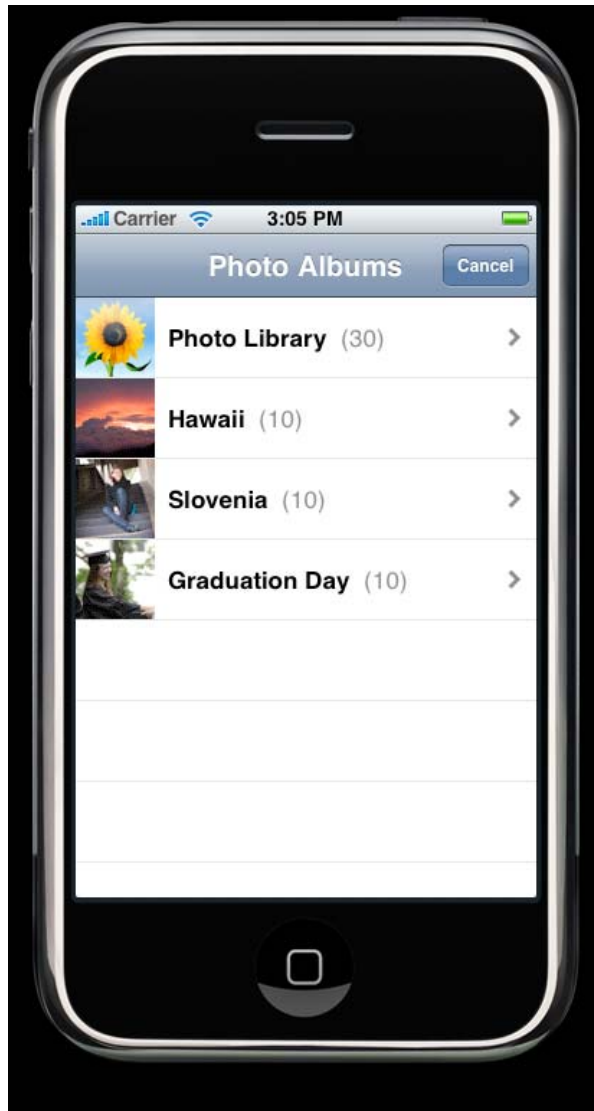 Carrier 3:05 PM
Photo Albums Cancel
Photo Library (30)
Hawaii (10)
Slovenia (10)
Graduation Day (10)